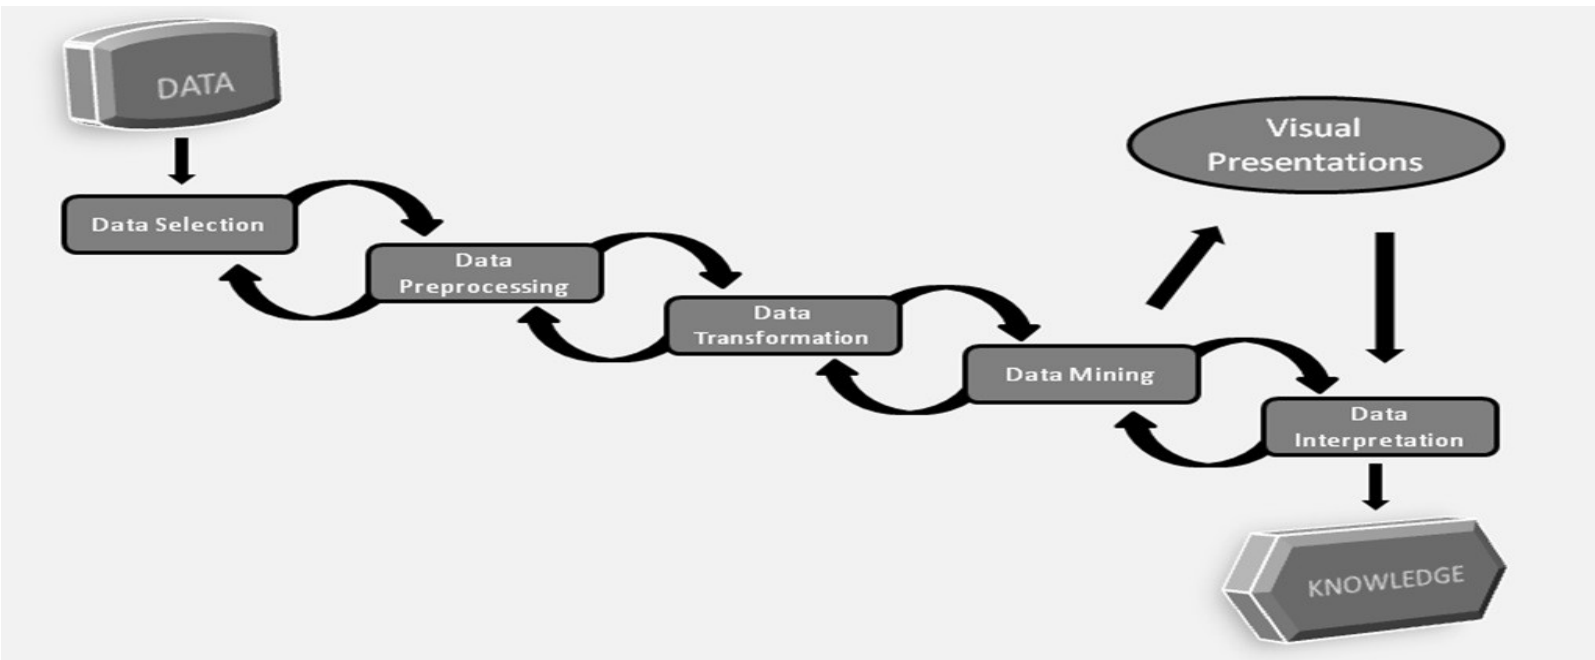 DATA
Data Selection
Data
Preprocessing
Data
Transformation
Data Mining
Visual
Presentations
Data
Interpretation
KNOWLEDGE